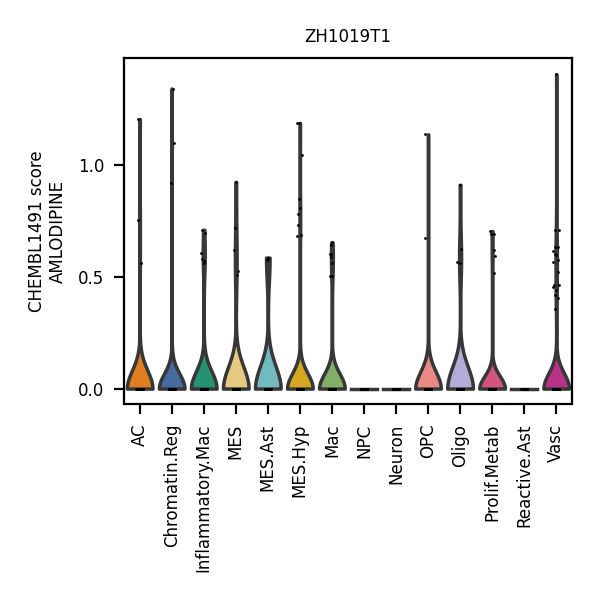 ZH1019T1
CHEMBL1491 score
AMLODIPINE
1.0
0.5
0.0
AC
Chromatin.Reg
Inflammatory.Mac
MES
MES.Ast
MES.Hyp
Mac
NPC
Neuron
OPC
Oligo
Prolif.Metab
Reactive.Ast
Vasc